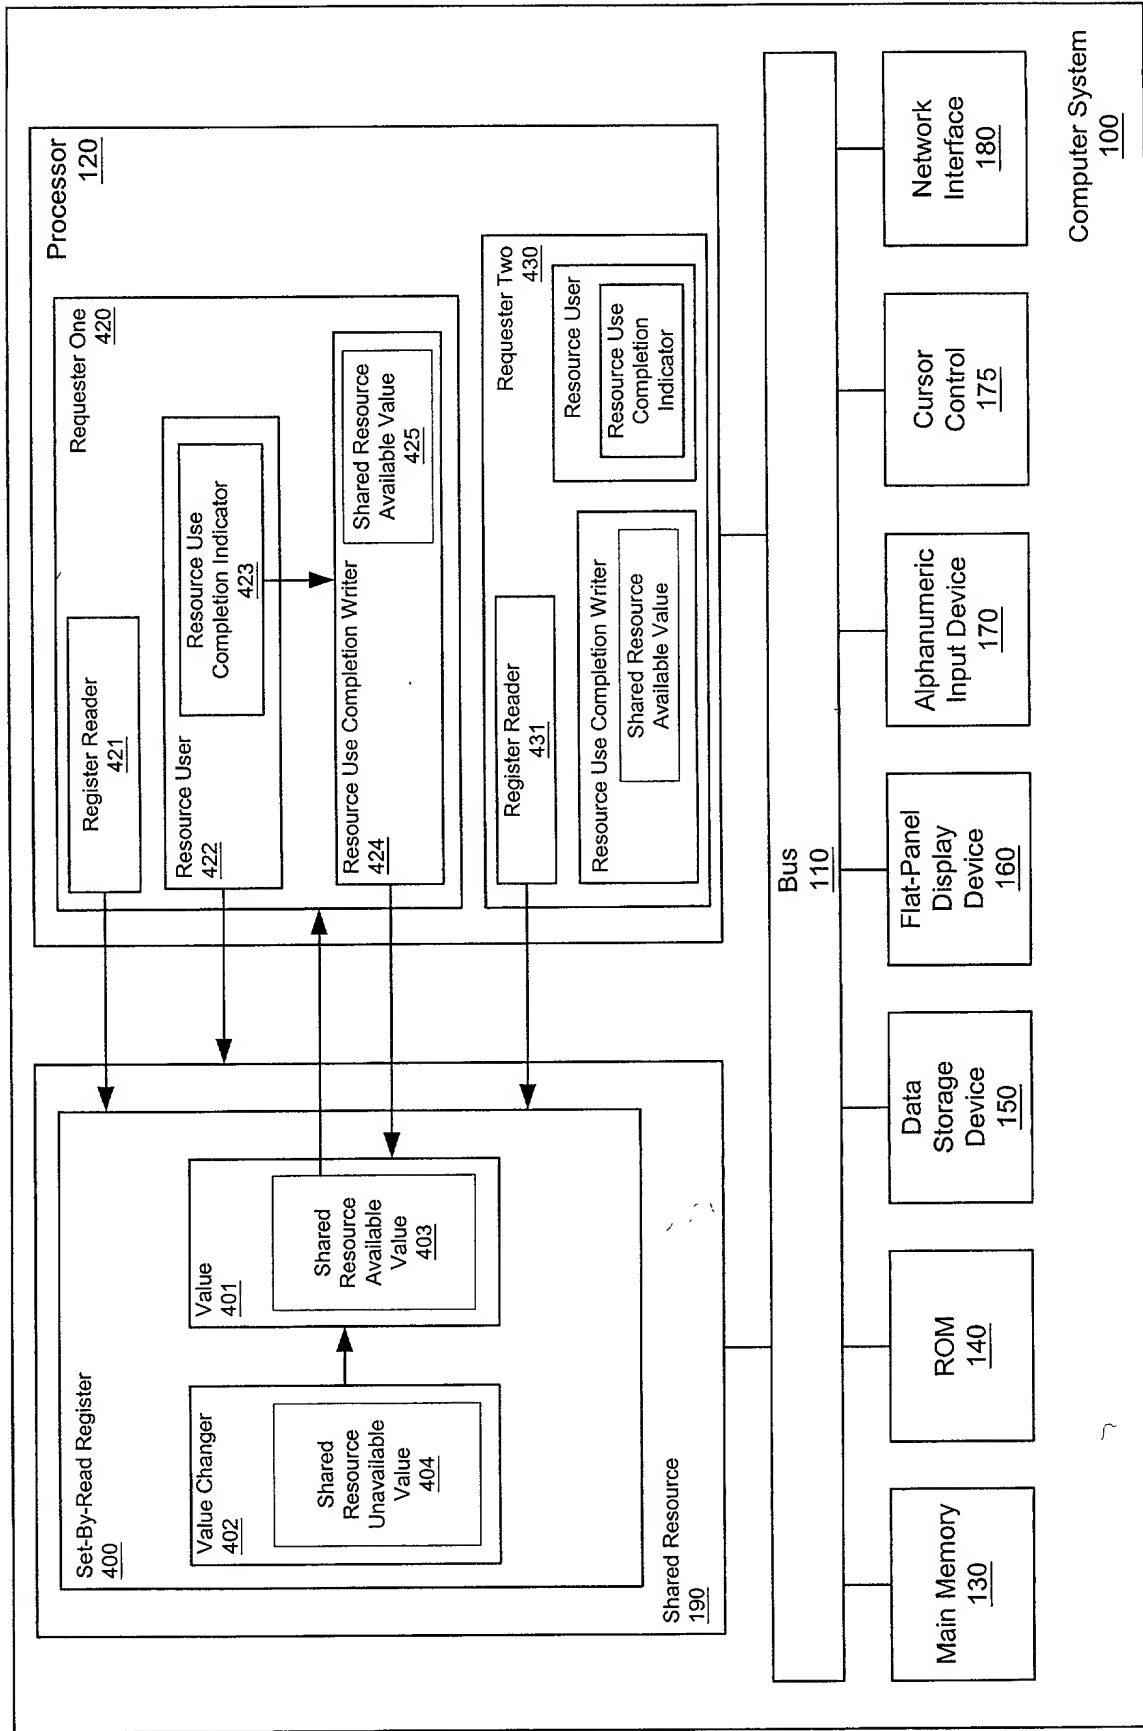 Set-By-Read Register
400
Value Changer
402
Shared
Resource
Unavailable
Value
404
Value
401
Shared
Resource
Available
Value
403
Shared Resource
190
Processor
120
Requester One
420
Register Reader
421
Resource User
422
Resource Use
Completion Indicator
423
Resource Use Completion Writer
424
Shared Resource
Available Value
425
Requester Two
430
Register Reader
431
Resource Use Completion Writer
Shared Resource
Available Value
Resource User
Resource Use
Completion
Indicator
Bus
110
Main Memory
130
ROM
140
Data
Storage
Device
150
Flat-Panel
Display
Device
160
Alphanumeric
Input Device
170
Cursor
Control
175
Network
Interface
180
Computer System
100